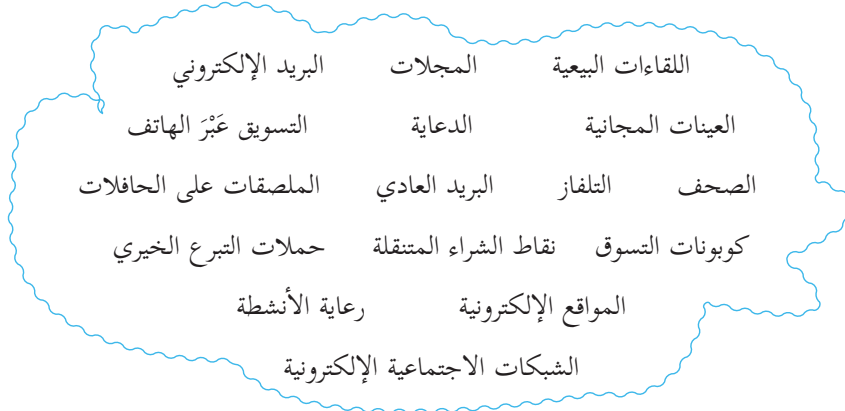 اللقاءات البيعية المجلات البريد الإلكتروني
العينات المجانية الدعاية التسويق عَبْرَ الهاتف
الصحف التلفاز البريد العادي الملصقات على الحافلات
كوبونات التسوق نقاط الشراء المتنقلة حملات التبرع الخيري
المواقع الإلكترونية رعاية الأنشطة
الشبكات الاجتماعية الإلكترونية